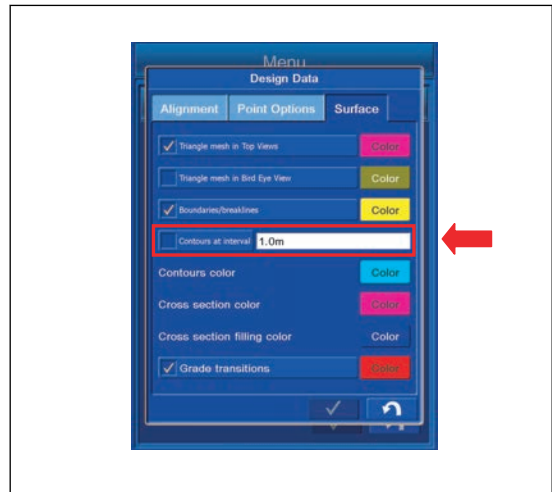 Menu
Design Data
Alignment Point Options Surface
Triangle mesh in Top Views Color
Triangle mesh in Bird Eye View Color
Boundaries/breaklines Color
Contours at interval 1.0m
Contours color Color
Cross section color Color
Cross section filling color Color
Grade transitions Color